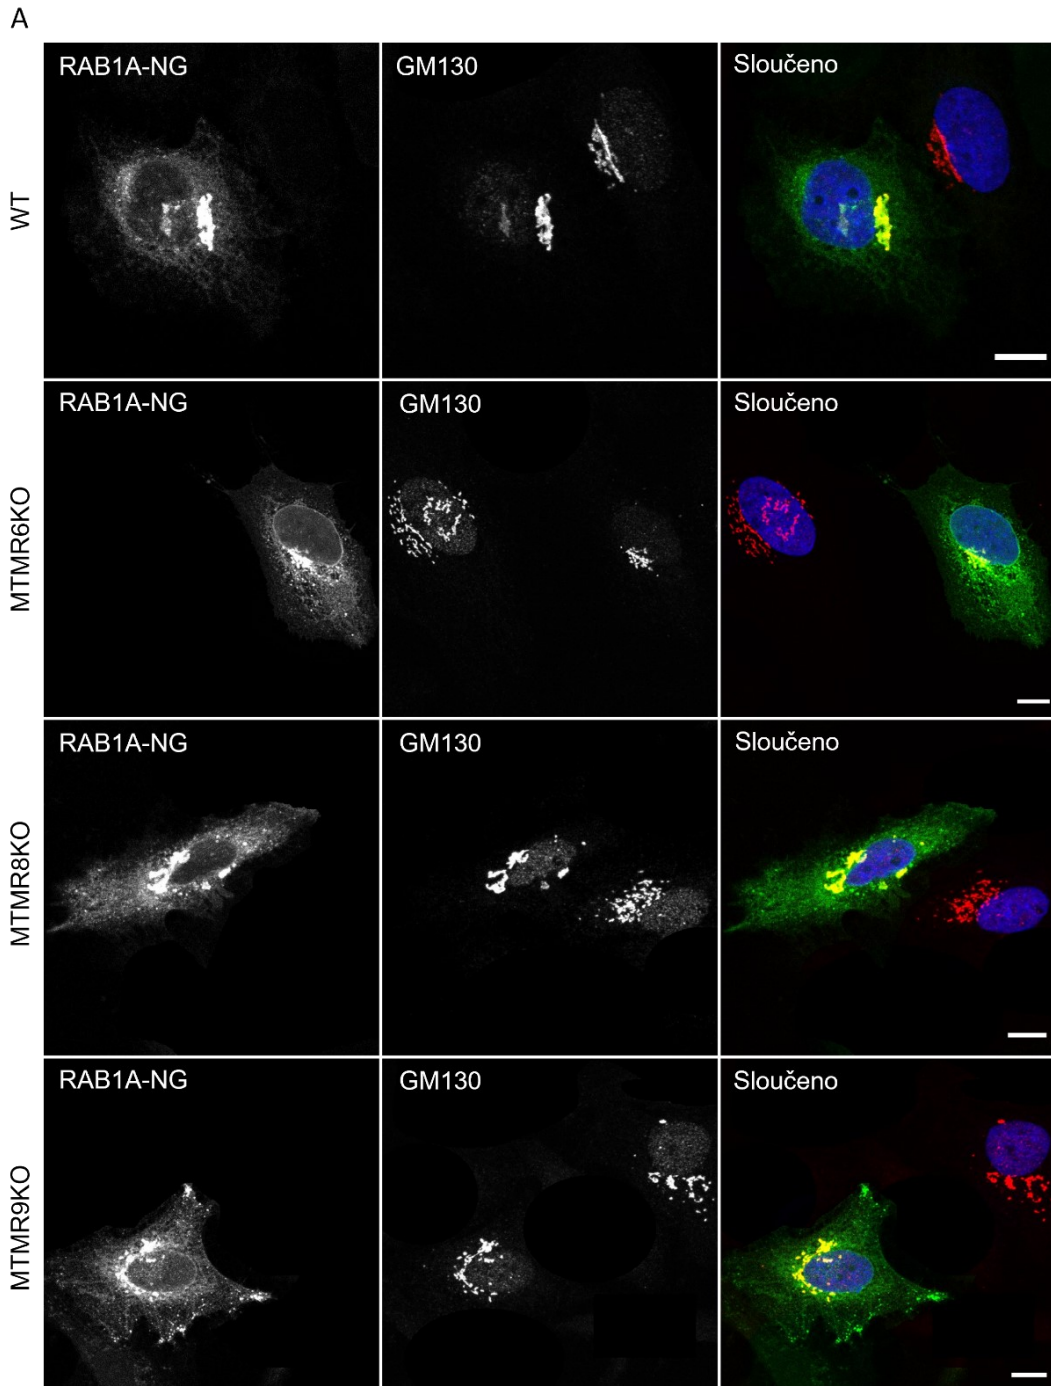 A
WT
RAB1A-NG
GM130
Sloučeno
MTMR6KO
RAB1A-NG
GM130
Sloučeno
MTMR8KO
RAB1A-NG
GM130
Sloučeno
MTMR9KO
RAB1A-NG
GM130
Sloučeno